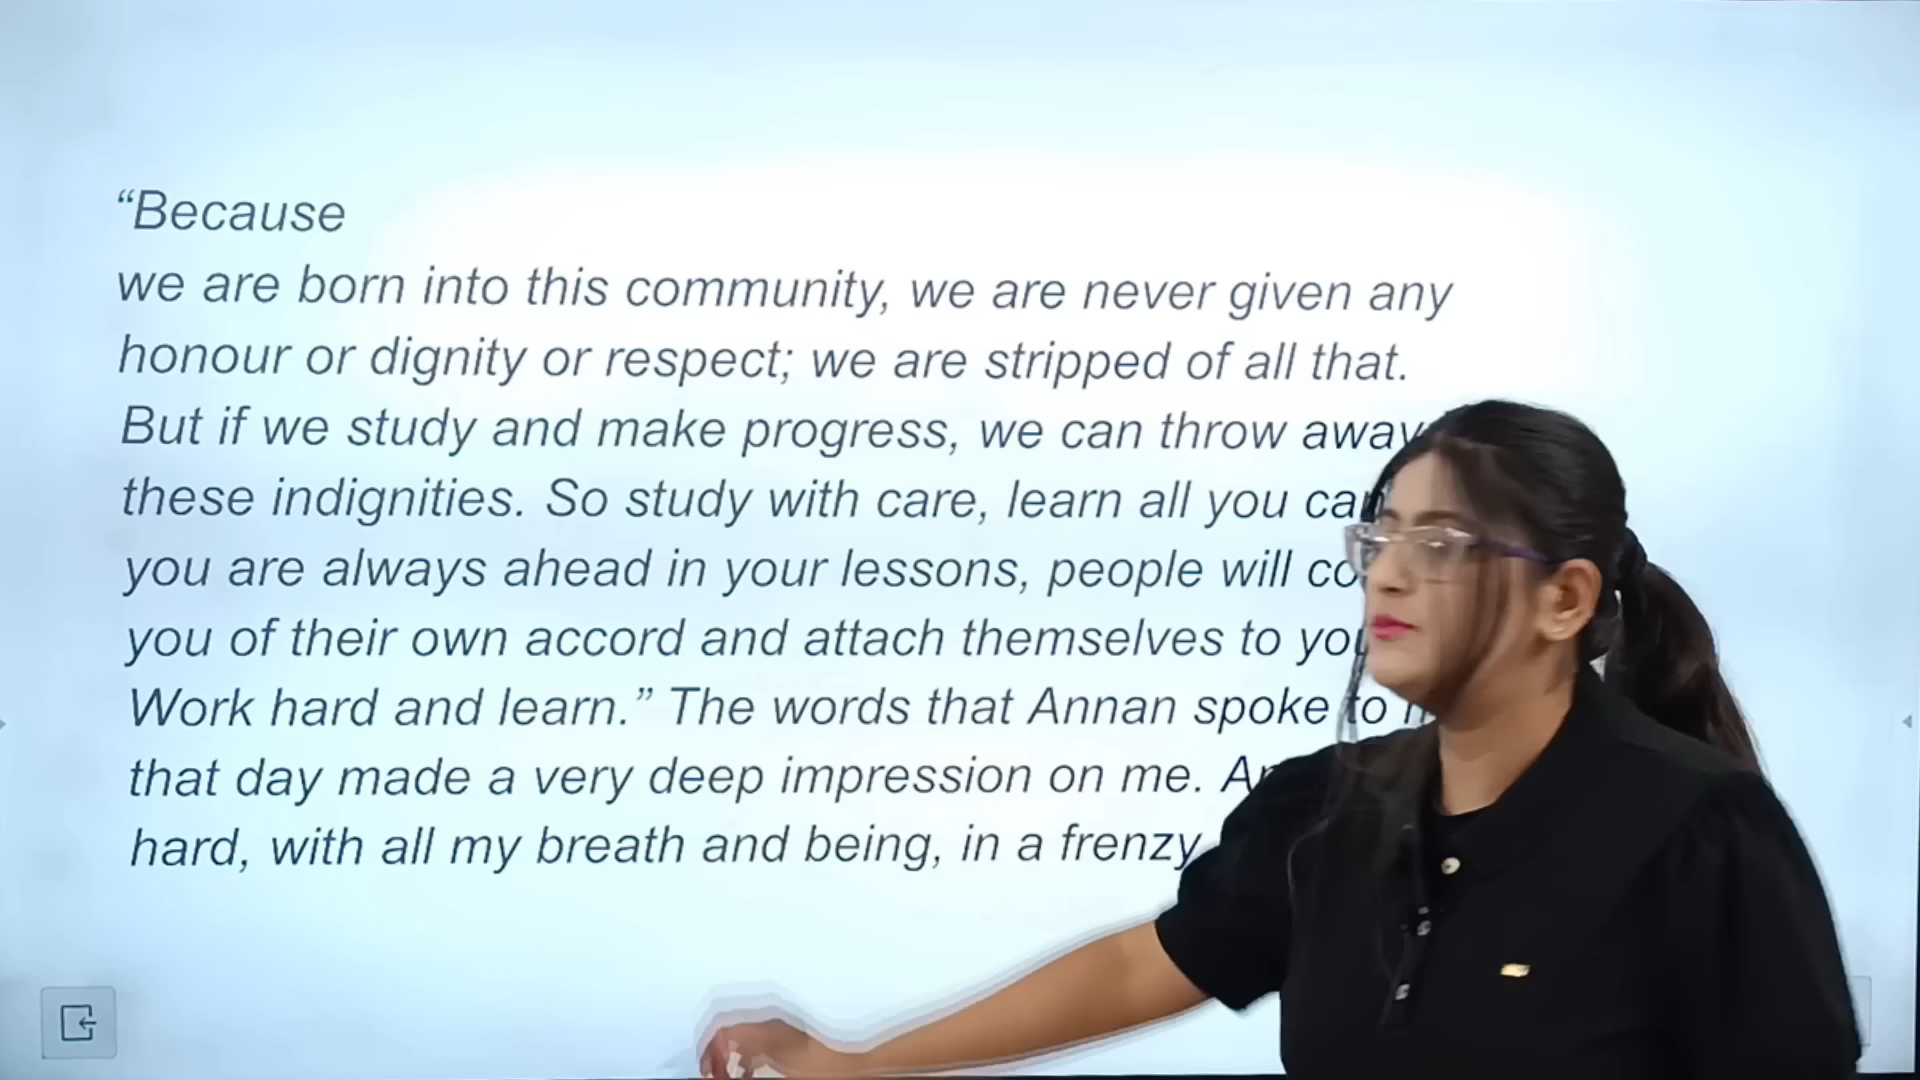 “Because
we are born into this community, we are never given any
honour or dignity or respect; we are stripped of all that.
But if we study and make progress, we can throw away
these indignities. So study with care, learn all you
you are always ahead in your lessons, people will
you of their own accord and attach themselves to
Work hard and learn.” The words that Annan spoke to
that day made a very deep impression on me.
hard, with all my breath and being, in a frenzy